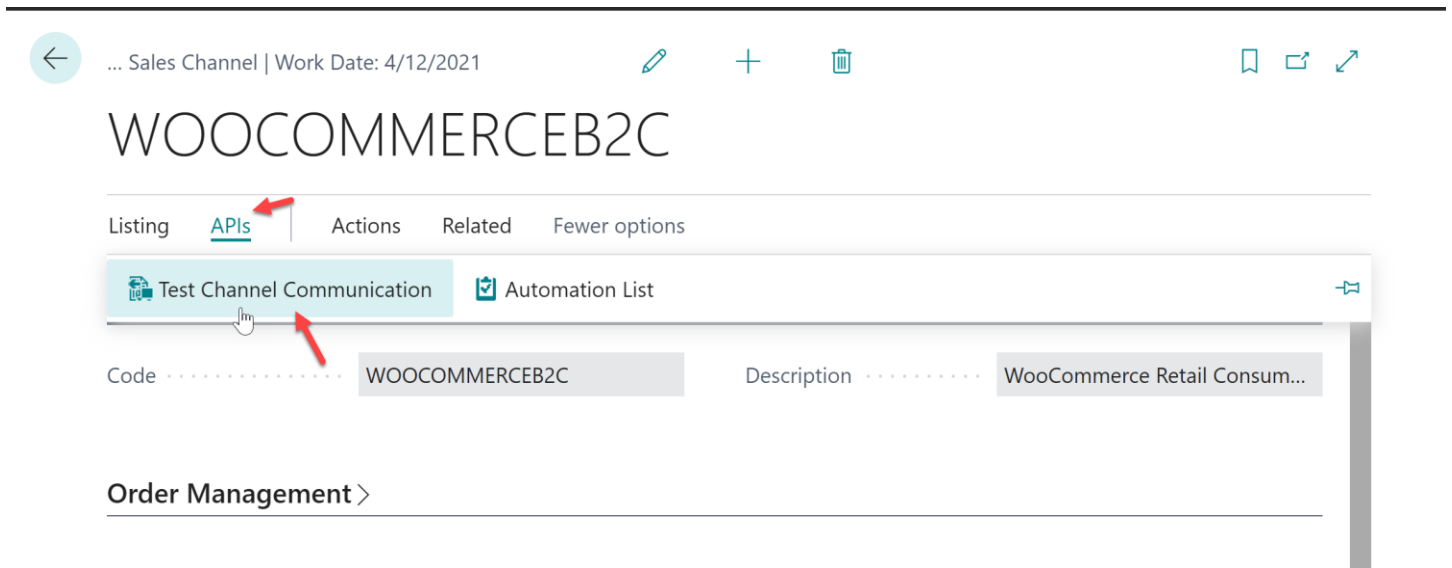 ... Sales Channel | Work Date: 4/12/2021
WOOCOMMERCEB2C
Listing APIs Actions Related Fewer options
Test Channel Communication Automation List
Code WOOCOMMERCEB2C Description WooCommerce Retail Consum...
Order Management